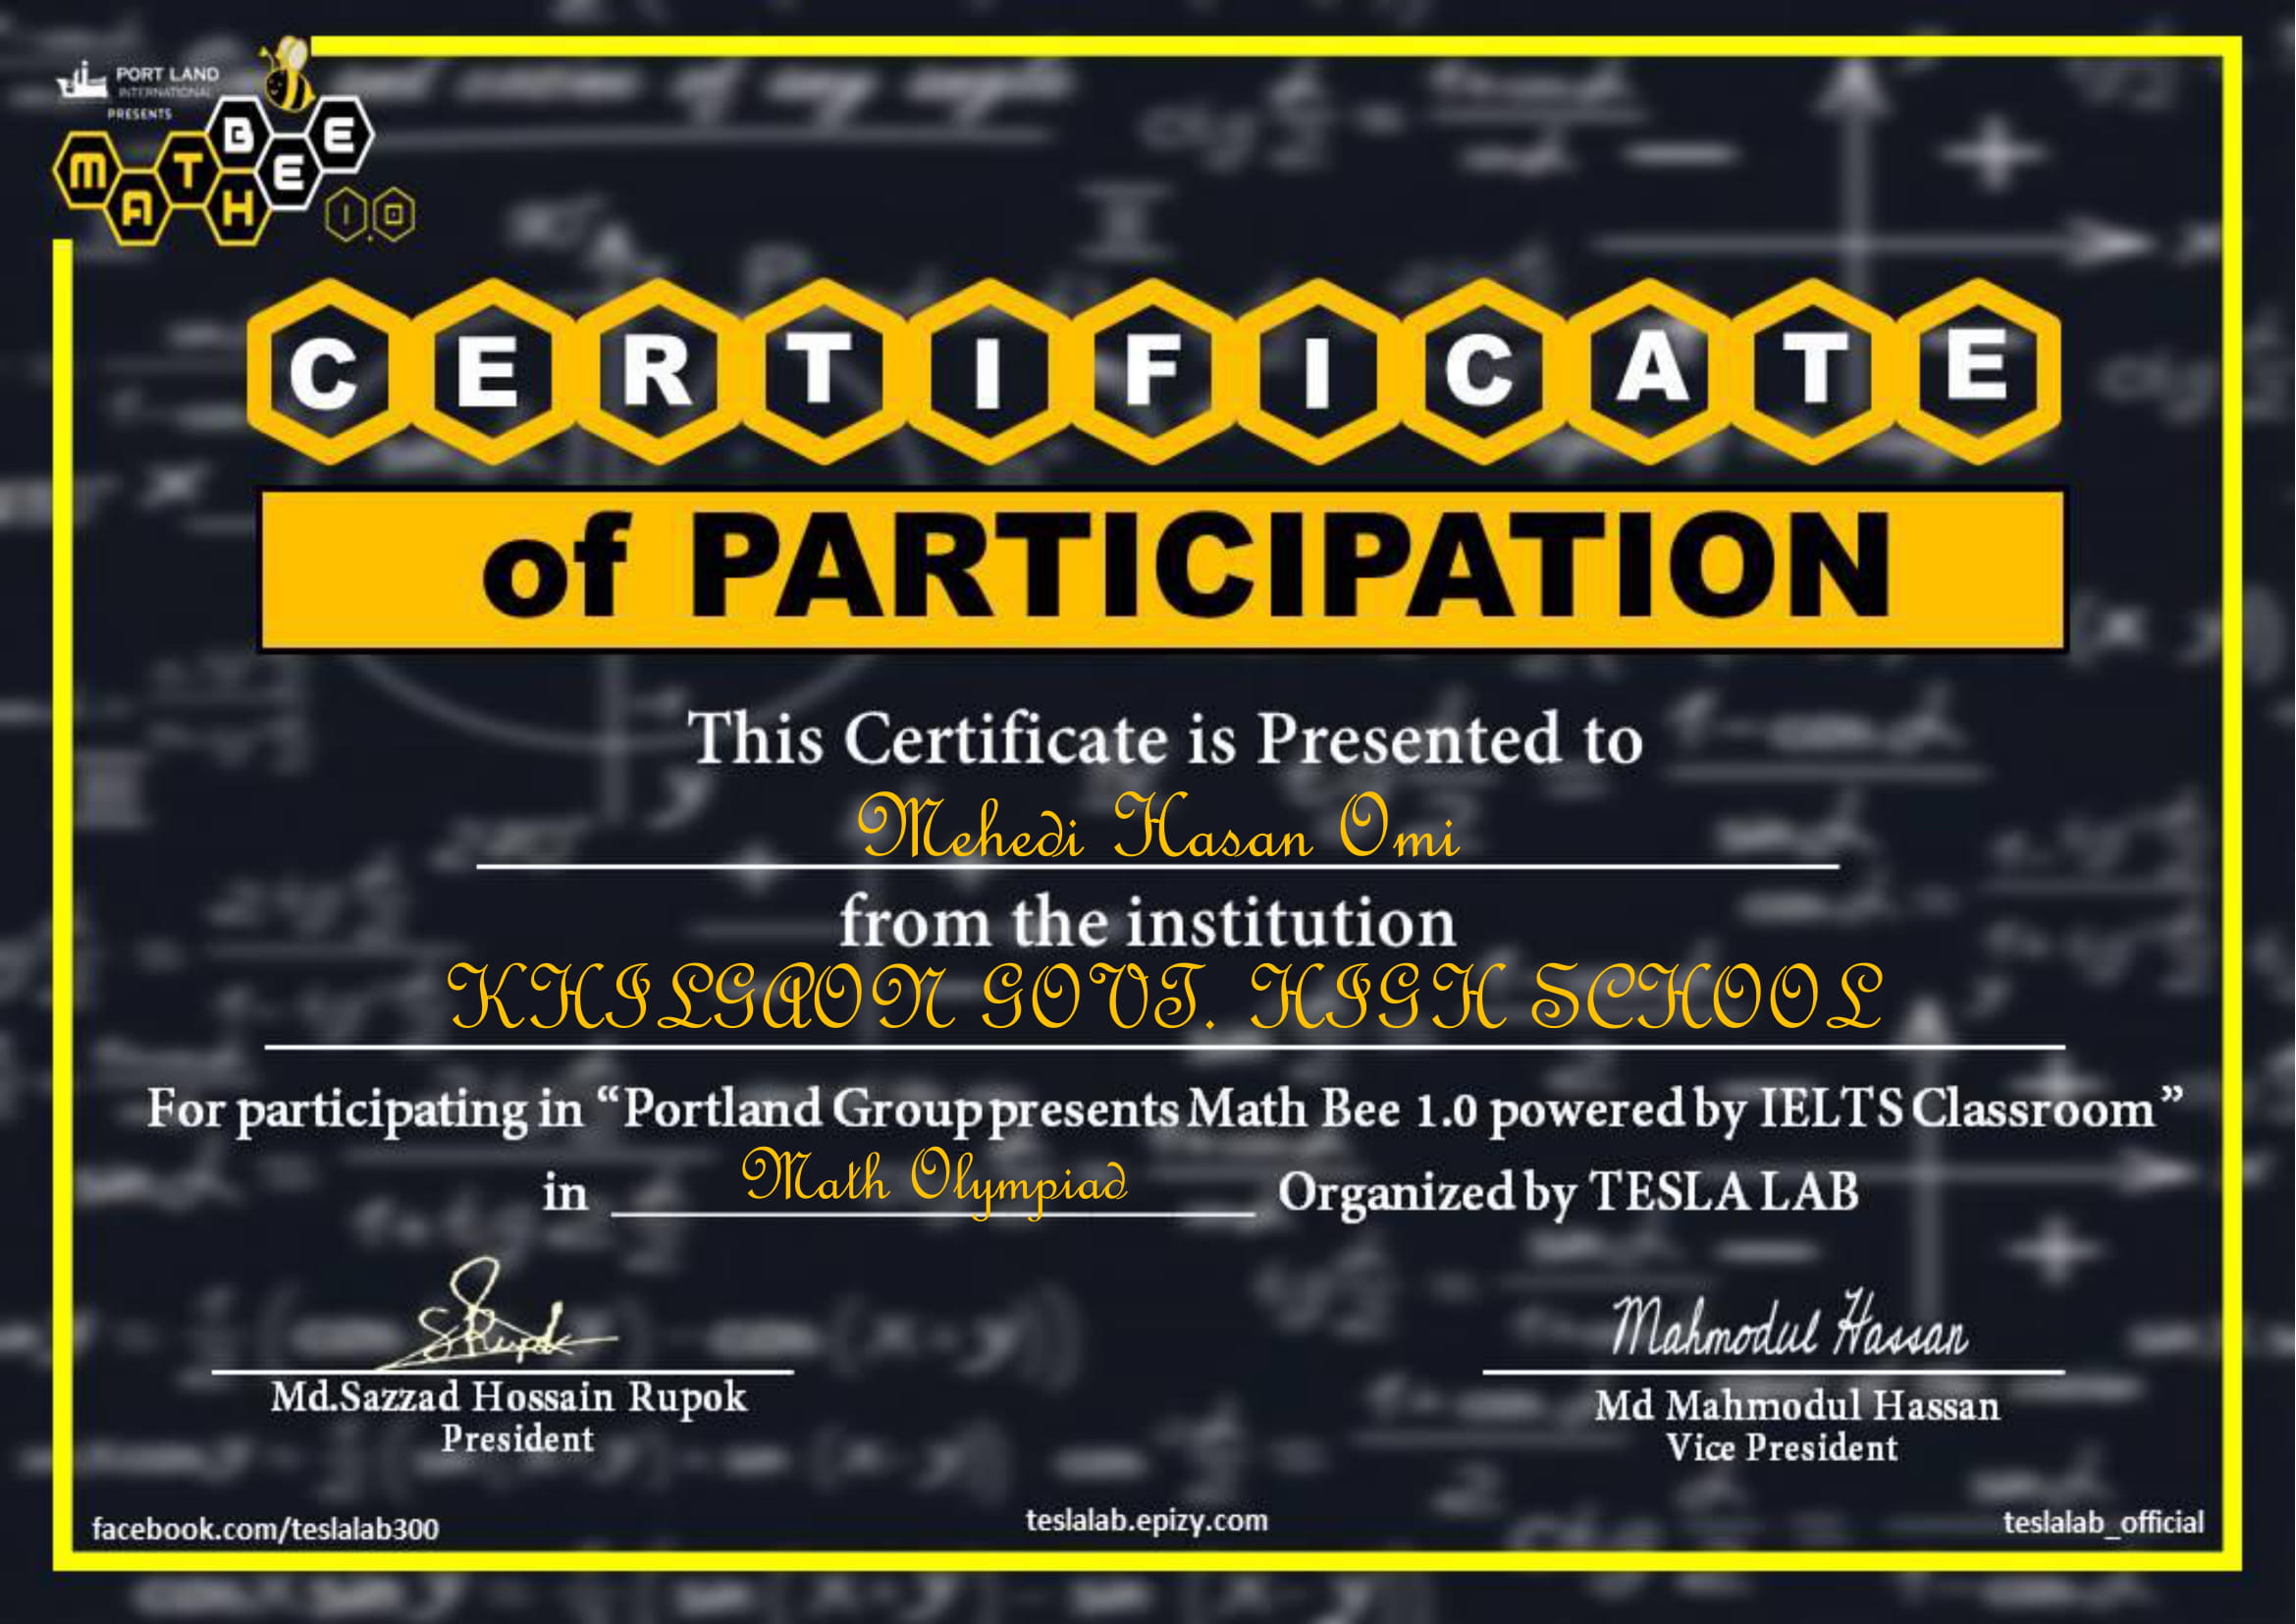 PORT LAND
INTERNATIONAL
PRESENTS
MATH BEE 1.0
CERTIFICATE
of PARTICIPATION
This Certificate is Presented to
Mehedi Hasan Omi
from the institution
KHILGAON GOVT. HIGH SCHOOL
For participating in “Portland Group presents Math Bee 1.0 powered by IELTS Classroom”
in Math Olympiad Organized by TESLA LAB
SRupok
Mahmodul Hassan
Md.Sazzad Hossain Rupok
President
Md Mahmodul Hassan
Vice President
facebook.com/teslalab300
teslalab.epizy.com
teslalab_official